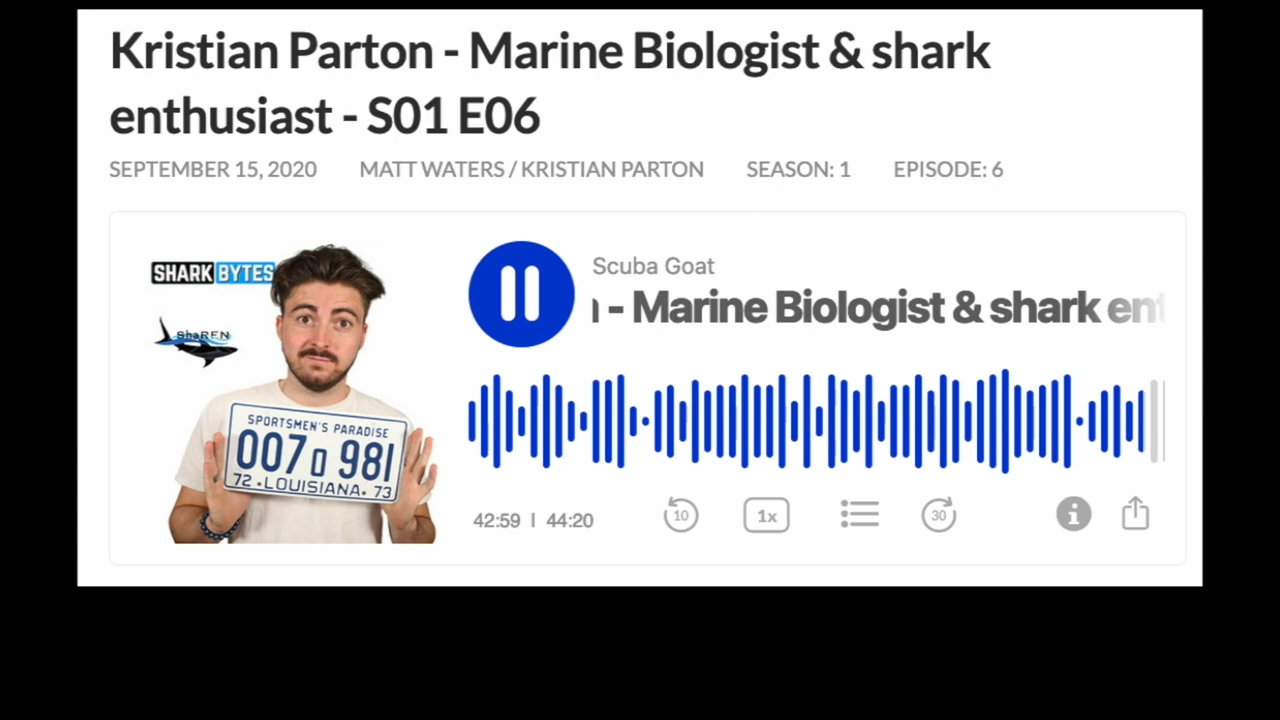 Kristian Parton - Marine Biologist & shark
enthusiast - S01 E06
SEPTEMBER 15, 2020 MATT WATERS / KRISTIAN PARTON SEASON: 1 EPISODE: 6
SHARK BYTES
ShaREN
SPORTSMEN'S PARADISE
007 0 981
72 • LOUISIANA • 73
Scuba Goat
- Marine Biologist & shark
42:59 | 44:20
10
1x
30